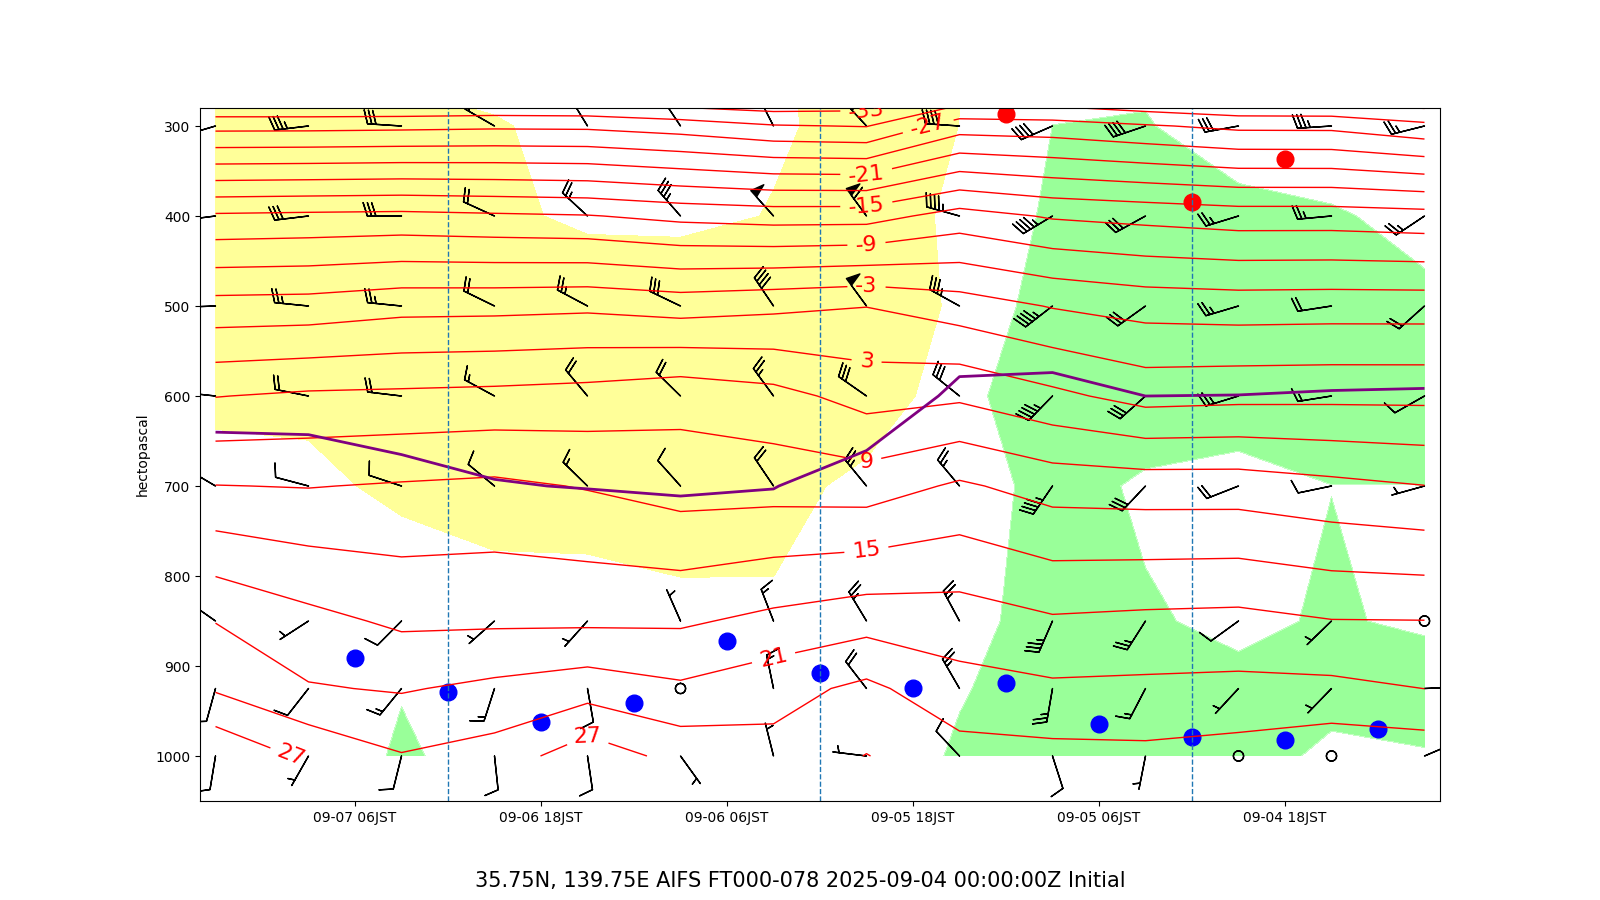 300
400
500
600
700
800
900
1000
hectopascal
-33
-27
-21
-15
-9
-3
3
9
15
21
27
27
09-07 06JST
09-06 18JST
09-06 06JST
09-05 18JST
09-05 06JST
09-04 18JST
35.75N, 139.75E AIFS FT000-078 2025-09-04 00:00:00Z Initial